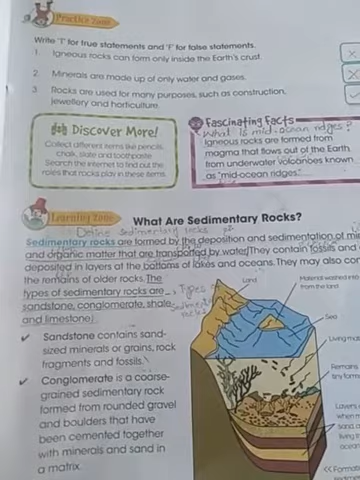 Practice Zone
Write 'T' for true statements and 'F' for false statements.
1. Igneous rocks can form only inside the Earth's crust.
2. Minerals are made up of only water and gases.
3. Rocks are used for many purposes, such as construction,
jewellery and horticulture.
Discover More!
Collect different items like pencils,
chalk, slate and toothpaste.
Search the internet to find out the
roles that rocks play in these items.
Fascinating Facts
What is mid-ocean ridges?
Igneous rocks are formed from
magma that flows out of the Earth
from underwater volcanoes known
as "mid-ocean ridges."
Learning Zone
What Are Sedimentary Rocks?
Define sedimentary rocks
Sedimentary rocks are formed by the deposition and sedimentation of
and organic matter that are transported by water. They contain fossils and
deposited in layers at the bottoms of lakes and oceans. They may also
the remains of older rocks. The
types of sedimentary rocks are
sandstone, conglomerate, shale
and limestone.
Types
Sedimentary
rocks
✔ Sandstone contains sand-
sized minerals or grains, rock
fragments and fossils.
✔ Conglomerate is a coarse-
grained sedimentary rock
formed from rounded gravel
and boulders that have
been cemented together
with minerals and sand in
a matrix.
Land
Material washed into
from the land
Sea
Living
Remains
tiny
Layers
when
sand,
living
ocean
<<